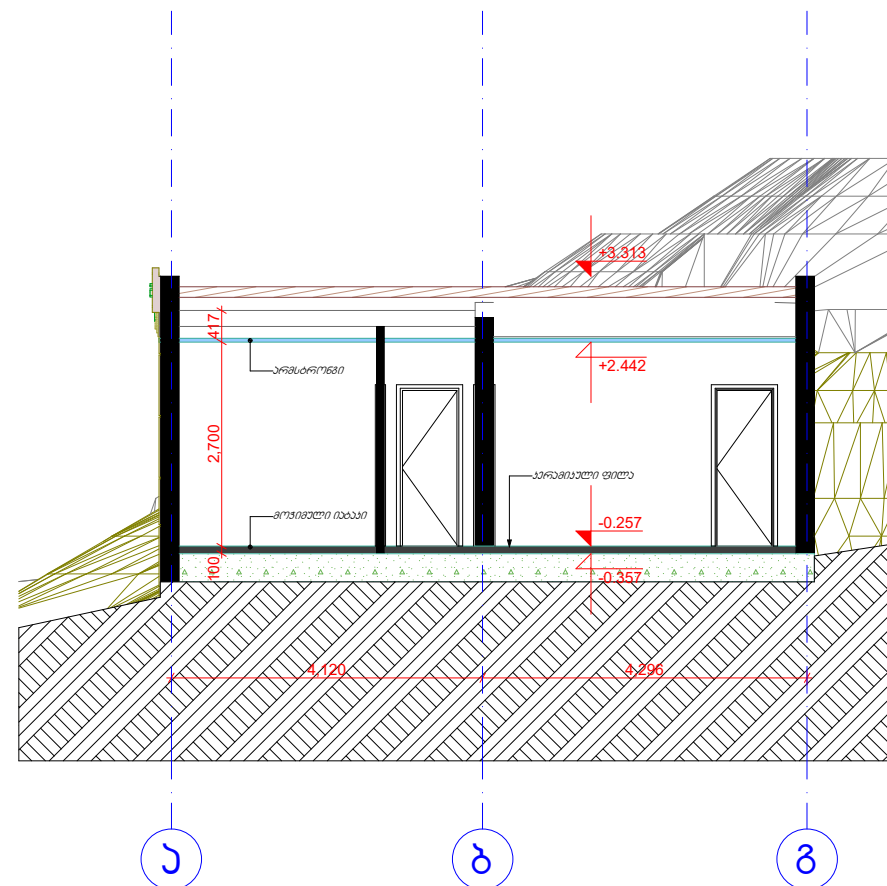 +3.313
417
+2.442
არმსტრონგი
2,700
კერამიკული ფილა
მოჭიმული იატაკი
-0.257
100
-0.357
4,120
4,296
ა
ბ
გ